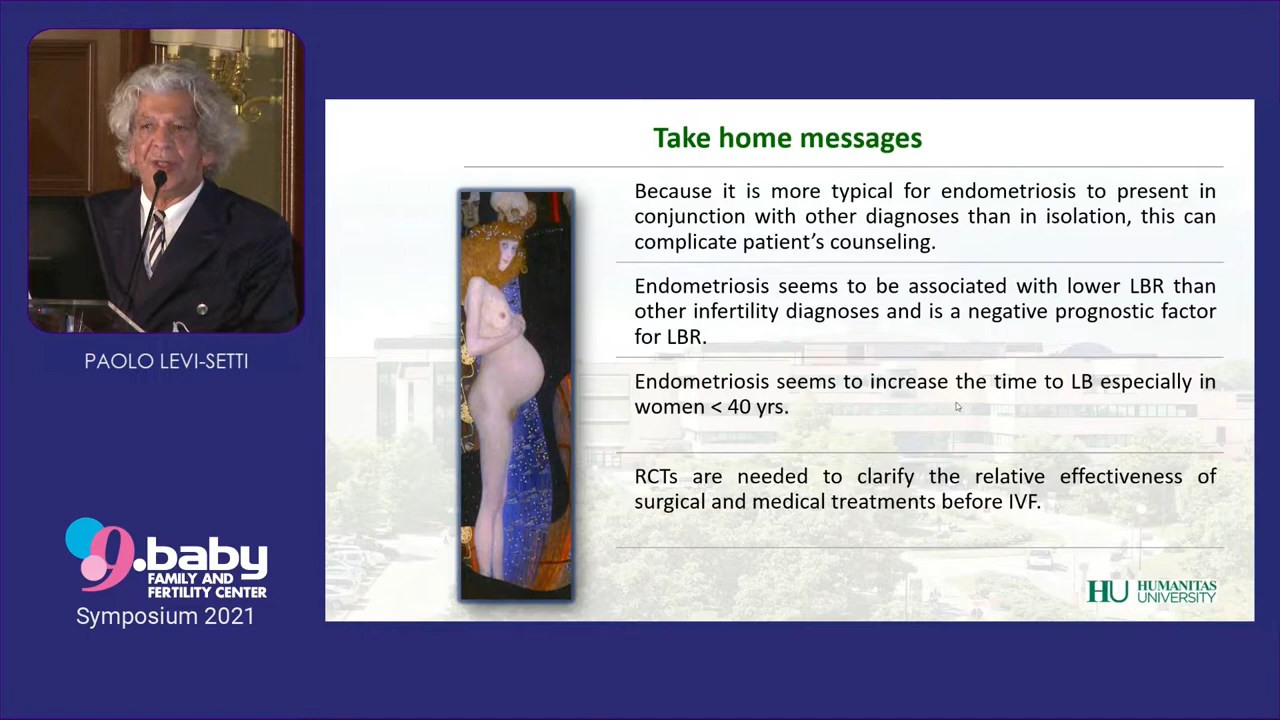 Take home messages
Because it is more typical for endometriosis to present in
conjunction with other diagnoses than in isolation, this can
complicate patient's counseling.
Endometriosis seems to be associated with lower LBR than
other infertility diagnoses and is a negative prognostic factor
for LBR.
Endometriosis seems to increase the time to LB especially in
women < 40 yrs.
RCTs are needed to clarify the relative effectiveness of
surgical and medical treatments before IVF.
HU HUMANITAS
UNIVERSITY
PAOLO LEVI-SETTI
9.baby
FAMILY AND
FERTILITY CENTER
Symposium 2021